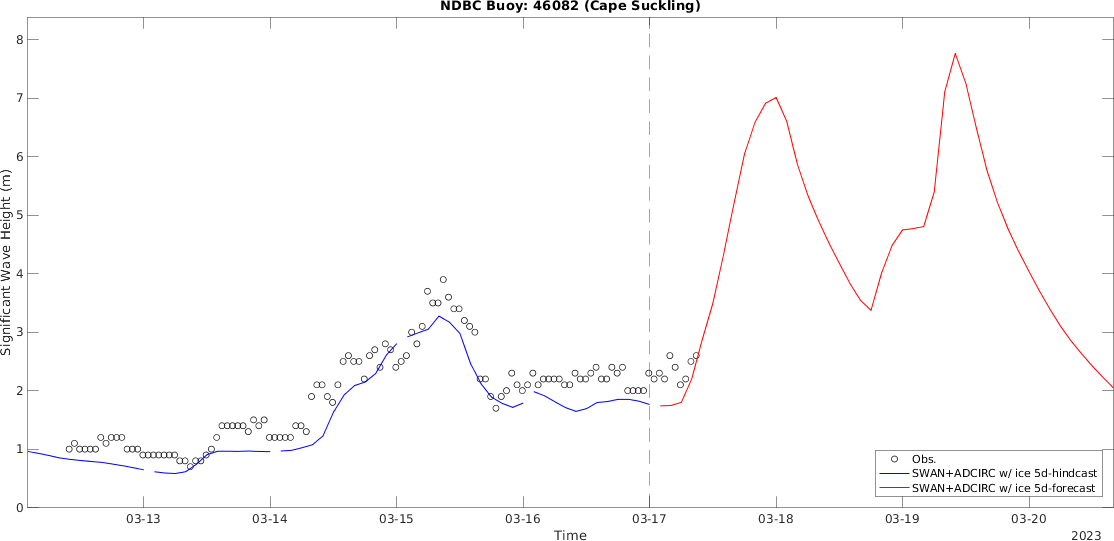 NDBC Buoy: 46082 (Cape Suckling)
8
7
6
5
4
3
2
1
0
Significant Wave Height (m)
Obs.
SWAN+ADCIRC w/ ice 5d-hindcast
SWAN+ADCIRC w/ ice 5d-forecast
03-13 03-14 03-15 03-16 03-17 03-18 03-19 03-20
Time
2023